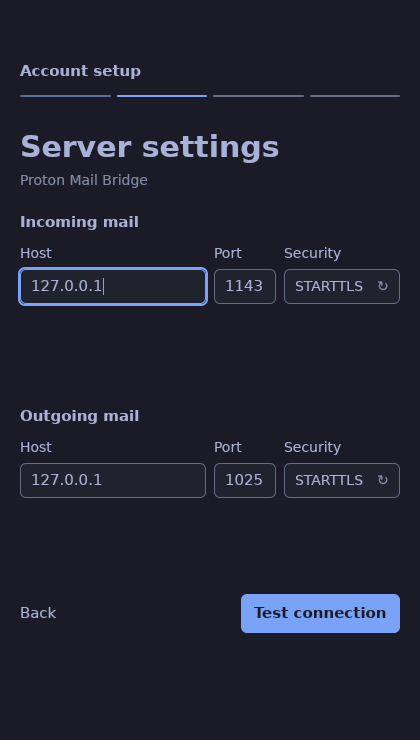 Account setup
Server settings
Proton Mail Bridge
Incoming mail
Host Port Security
127.0.0.1 1143 STARTTLS ↻
Outgoing mail
Host Port Security
127.0.0.1 1025 STARTTLS ↻
Back Test connection